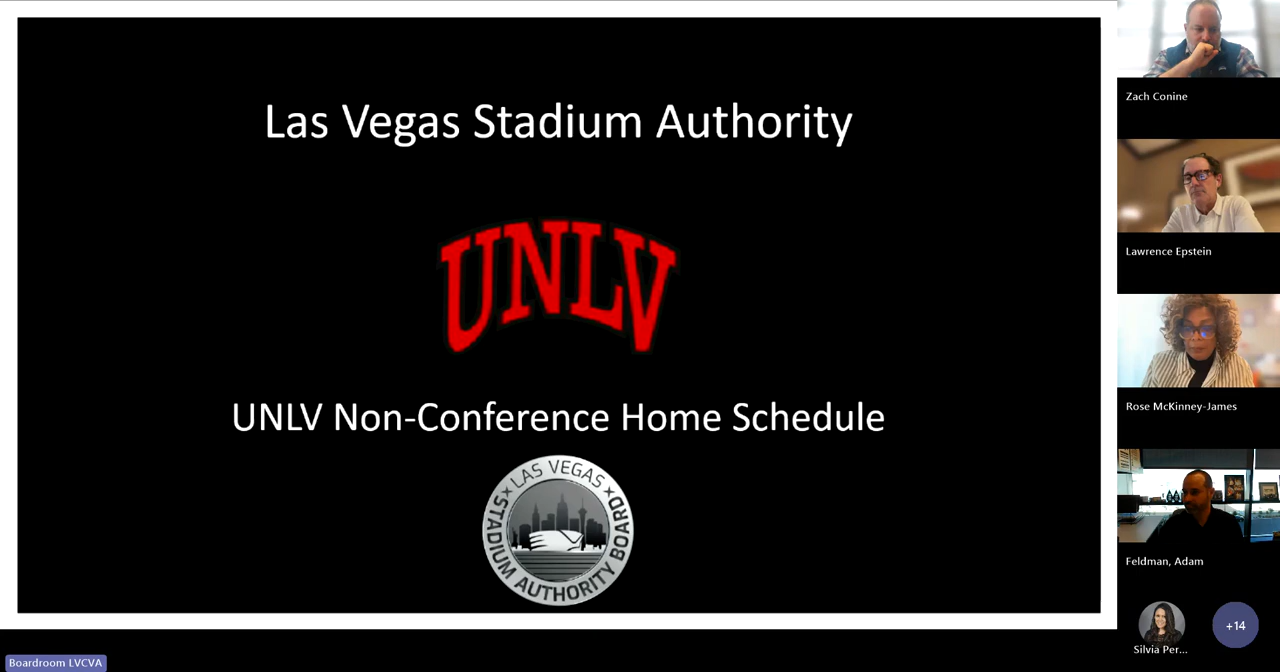 Las Vegas Stadium Authority
UNLV
UNLV Non-Conference Home Schedule
LAS VEGAS
STADIUM AUTHORITY BOARD
Zach Conine
Lawrence Epstein
Rose McKinney-James
Feldman, Adam
Silvia Per...
+14
Boardroom LVCVA